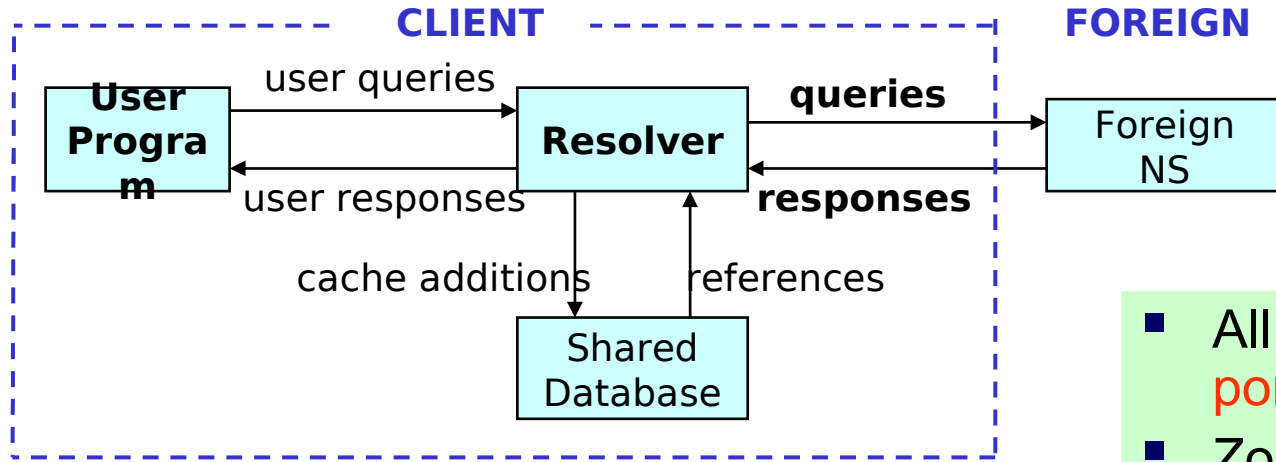 CLIENT
FOREIGN
user queries
User
Progra
m
queries
Resolver
Foreign
NS
user responses
responses
cache additions
references
Shared
Database
All
Zo